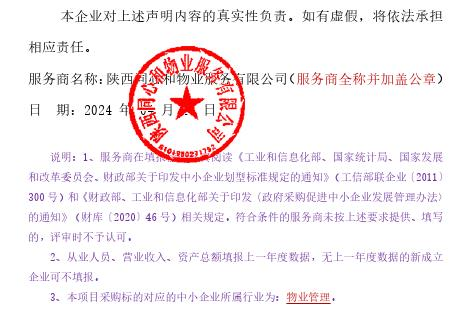 本企业对上述声明内容的真实性负责。如有虚假，将依法承担
相应责任。
服务商名称：陕西同心和物业服务有限公司（服务商全称并加盖公章）
日 期：2024 年 月 日
陕西同心和物业服务有限公司
说明：1、服务商在填报 阅读《工业和信息化部、国家统计局、国家发展
和改革委员会、财政部关于印发中小企业划型标准规定的通知》（工信部联企业〔2011〕
300 号）和《财政部、工业和信息化部关于印发〈政府采购促进中小企业发展管理办法〉
的通知》（财库〔2020〕46 号）相关规定。符合条件的服务商未按上述要求提供、填写
的，评审时不予认可。
2、从业人员、营业收入、资产总额填报上一年度数据，无上一年度数据的新成立
企业可不填报。
3、本项目采购标的对应的中小企业所属行业为：物业管理。